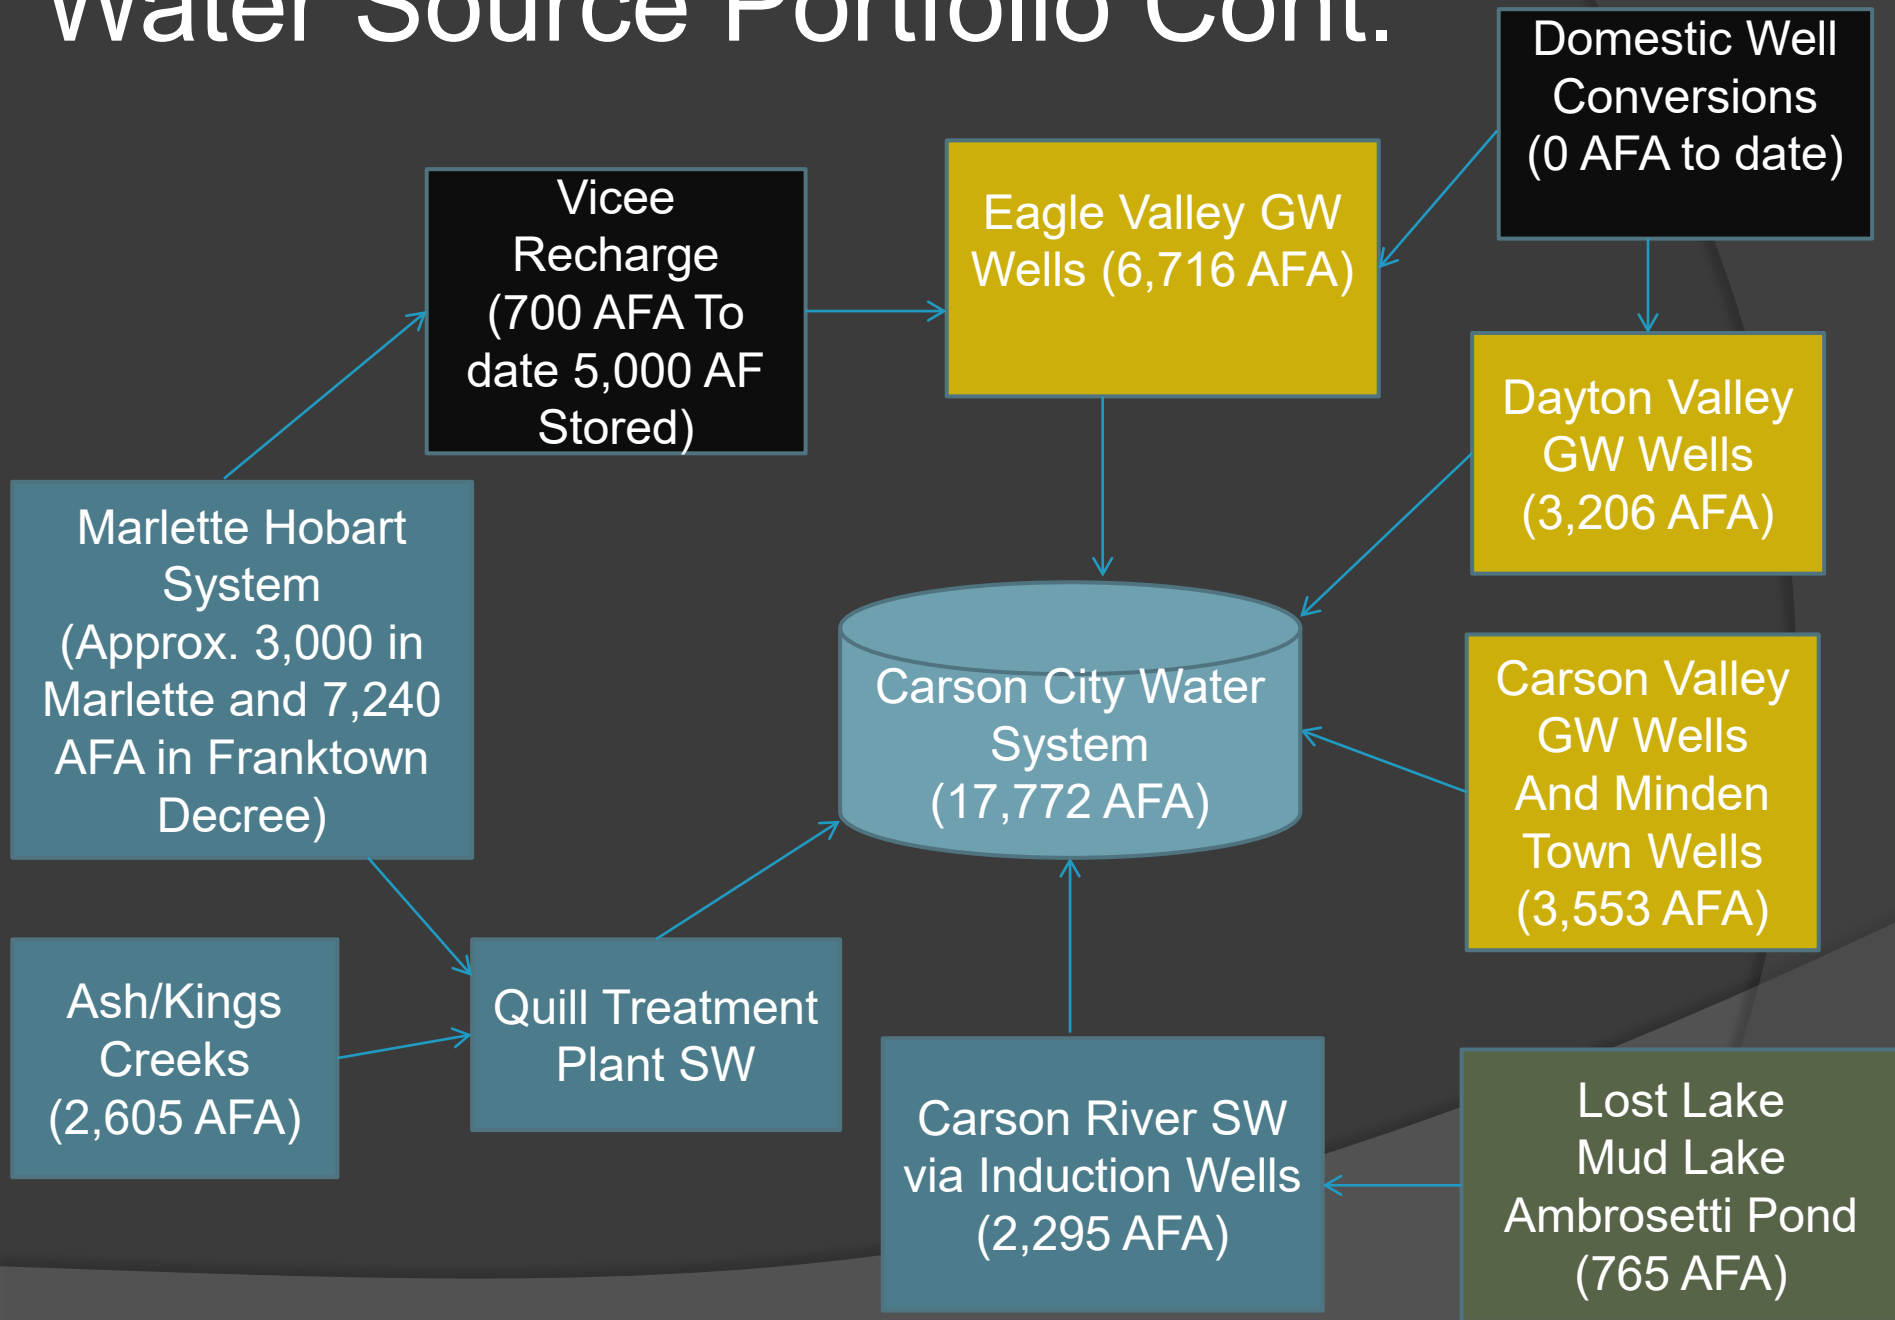 Water Source Portfolio Cont.
Domestic Well
Conversions
(0 AFA to date)
Vicee
Recharge
(700 AFA To
date 5,000 AF
Stored)
Eagle Valley GW
Wells (6,716 AFA)
Dayton Valley
GW Wells
(3,206 AFA)
Marlette Hobart
System
(Approx. 3,000 in
Marlette and 7,240
AFA in Franktown
Decree)
Carson City Water
System
(17,772 AFA)
Carson Valley
GW Wells
And Minden
Town Wells
(3,553 AFA)
Ash/Kings
Creeks
(2,605 AFA)
Quill Treatment
Plant SW
Carson River SW
via Induction Wells
(2,295 AFA)
Lost Lake
Mud Lake
Ambrosetti Pond
(765 AFA)